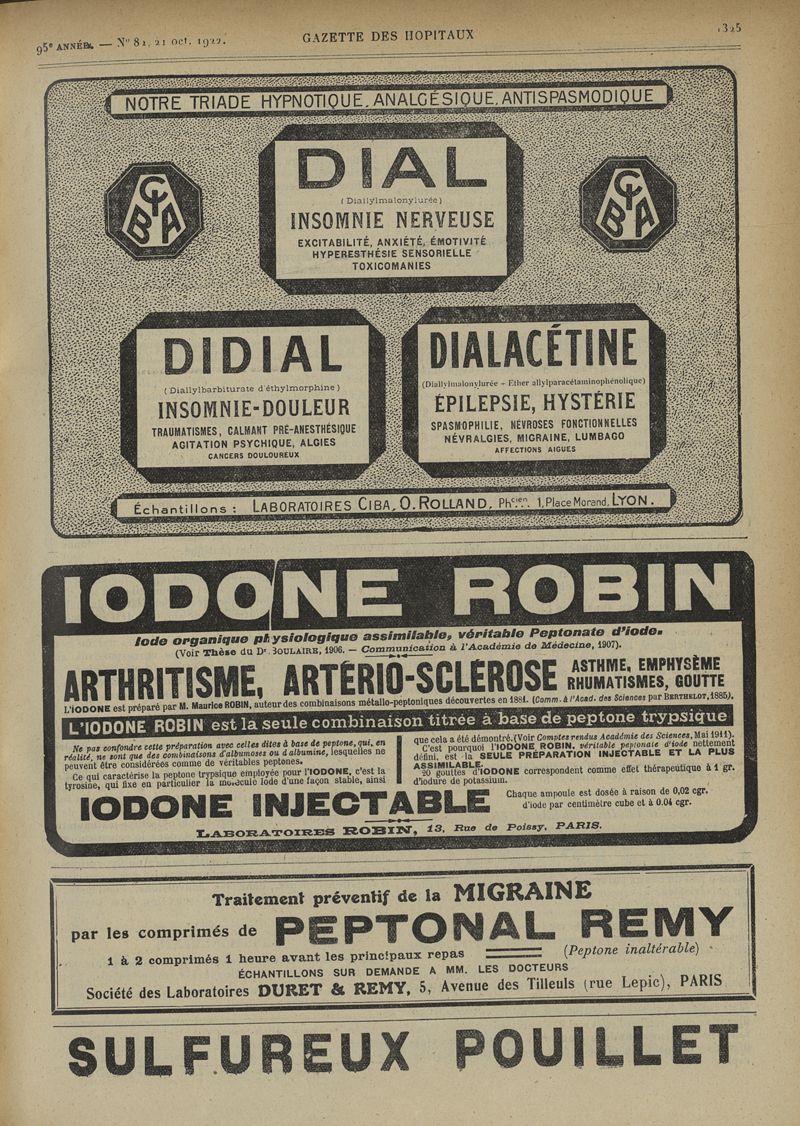 95e ANNÉE. — N° 82, 21 oct. 1922.
GAZETTE DES HOPITAUX
1325
NOTRE TRIADE HYPNOTIQUE, ANALGÉSIQUE, ANTISPASMODIQUE
CIBA
DIAL
(Diallylmalonylurée)
INSOMNIE NERVEUSE
EXCITABILITÉ, ANXIÉTÉ, ÉMOTIVITÉ
HYPERESTHÉSIE SENSORIELLE
TOXICOMANIES
CIBA
DIDIAL
(Diallylbarbiturate d'éthylmorphine)
INSOMNIE-DOULEUR
TRAUMATISMES, CALMANT PRÉ-ANESTHÉSIQUE
AGITATION PSYCHIQUE, ALGIES
CANCERS DOULOUREUX
DIALACÉTINE
(Diallylmalonylurée - Ether allylparacétaminophénolique)
ÉPILEPSIE, HYSTÉRIE
SPASMOPHILIE, NÉVROSES FONCTIONNELLES
NÉVRALGIES, MIGRAINE, LUMBAGO
AFFECTIONS AIGUES
Échantillons : LABORATOIRES CIBA, O. ROLLAND, Phcien, 1, Place Morand, LYON.
IODONE ROBIN
Iode organique physiologique assimilable, véritable Peptonate d'iode.
(Voir Thèse du Dr BOULAIRE, 1906. — Communication à l'Académie de Médecine, 1907).
ARTHRITISME, ARTÉRIO-SCLÉROSE
ASTHME, EMPHYSÈME
RHUMATISMES, GOUTTE
L'IODONE est préparé par M. Maurice ROBIN, auteur des combinaisons métallo-peptoniques découvertes en 1881. (Comm. à l'Acad. des Sciences par BERTHELOT, 1885).
L'IODONE ROBIN est la seule combinaison titrée à base de peptone trypsique
Ne pas confondre cette préparation avec celles dites à base de peptone, qui, en
réalité, ne sont que des combinaisons d'albumoses ou d'albumine, lesquelles ne
peuvent être considérées comme de véritables peptones.
Ce qui caractérise la peptone trypsique employée pour l'IODONE, c'est la
tyrosine, qui fixe en particulier la molécule Iode d'une façon stable, ainsi
que cela a été démontré. (Voir Comptes rendus Académie des Sciences, Mai 1911).
C'est pourquoi l'IODONE ROBIN, véritable peptonate d'iode nettement
défini, est la SEULE PRÉPARATION INJECTABLE ET LA PLUS
ASSIMILABLE.
20 gouttes d'IODONE correspondent comme effet thérapeutique à 1 gr.
d'iodure de potassium.
IODONE INJECTABLE
Chaque ampoule est dosée à raison de 0,02 cgr.
d'iode par centimètre cube et à 0.04 cgr.
LABORATOIRES ROBIN, 13, Rue de Poissy, PARIS.
Traitement préventif de la MIGRAINE
par les comprimés de PEPTONAL REMY
1 à 2 comprimés 1 heure avant les principaux repas
(Peptone inaltérable)
ÉCHANTILLONS SUR DEMANDE A MM. LES DOCTEURS
Société des Laboratoires DURET & REMY, 5, Avenue des Tilleuls (rue Lepic), PARIS
SULFUREUX POUILLET